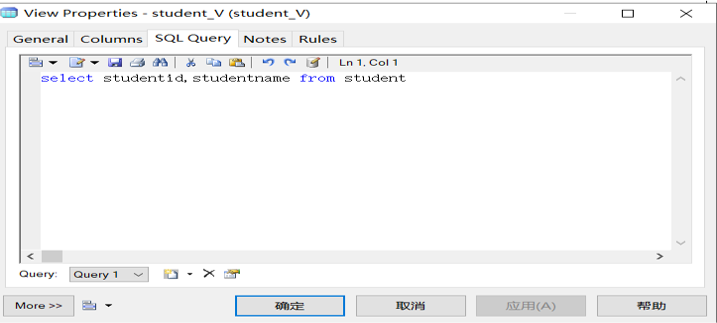 View Properties - student_V (student_V)
General Columns SQL Query Notes Rules
Ln 1, Col 1
select studentid,studentname from student
Query: Query 1
More >> 确定 取消 应用(A) 帮助